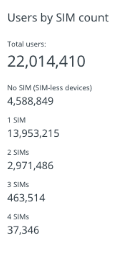 Users by SIM count
Total users:
22,014,410
No SIM (SIM-less devices)
4,588,849
1 SIM
13,953,215
2 SIMs
2,971,486
3 SIMs
463,514
4 SIMs
37,346